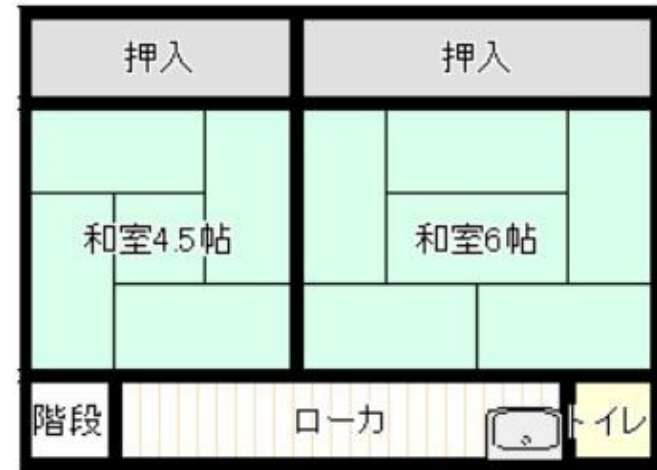 押入
押入
和室4.5帖
和室6帖
階段
ローカ
トイレ